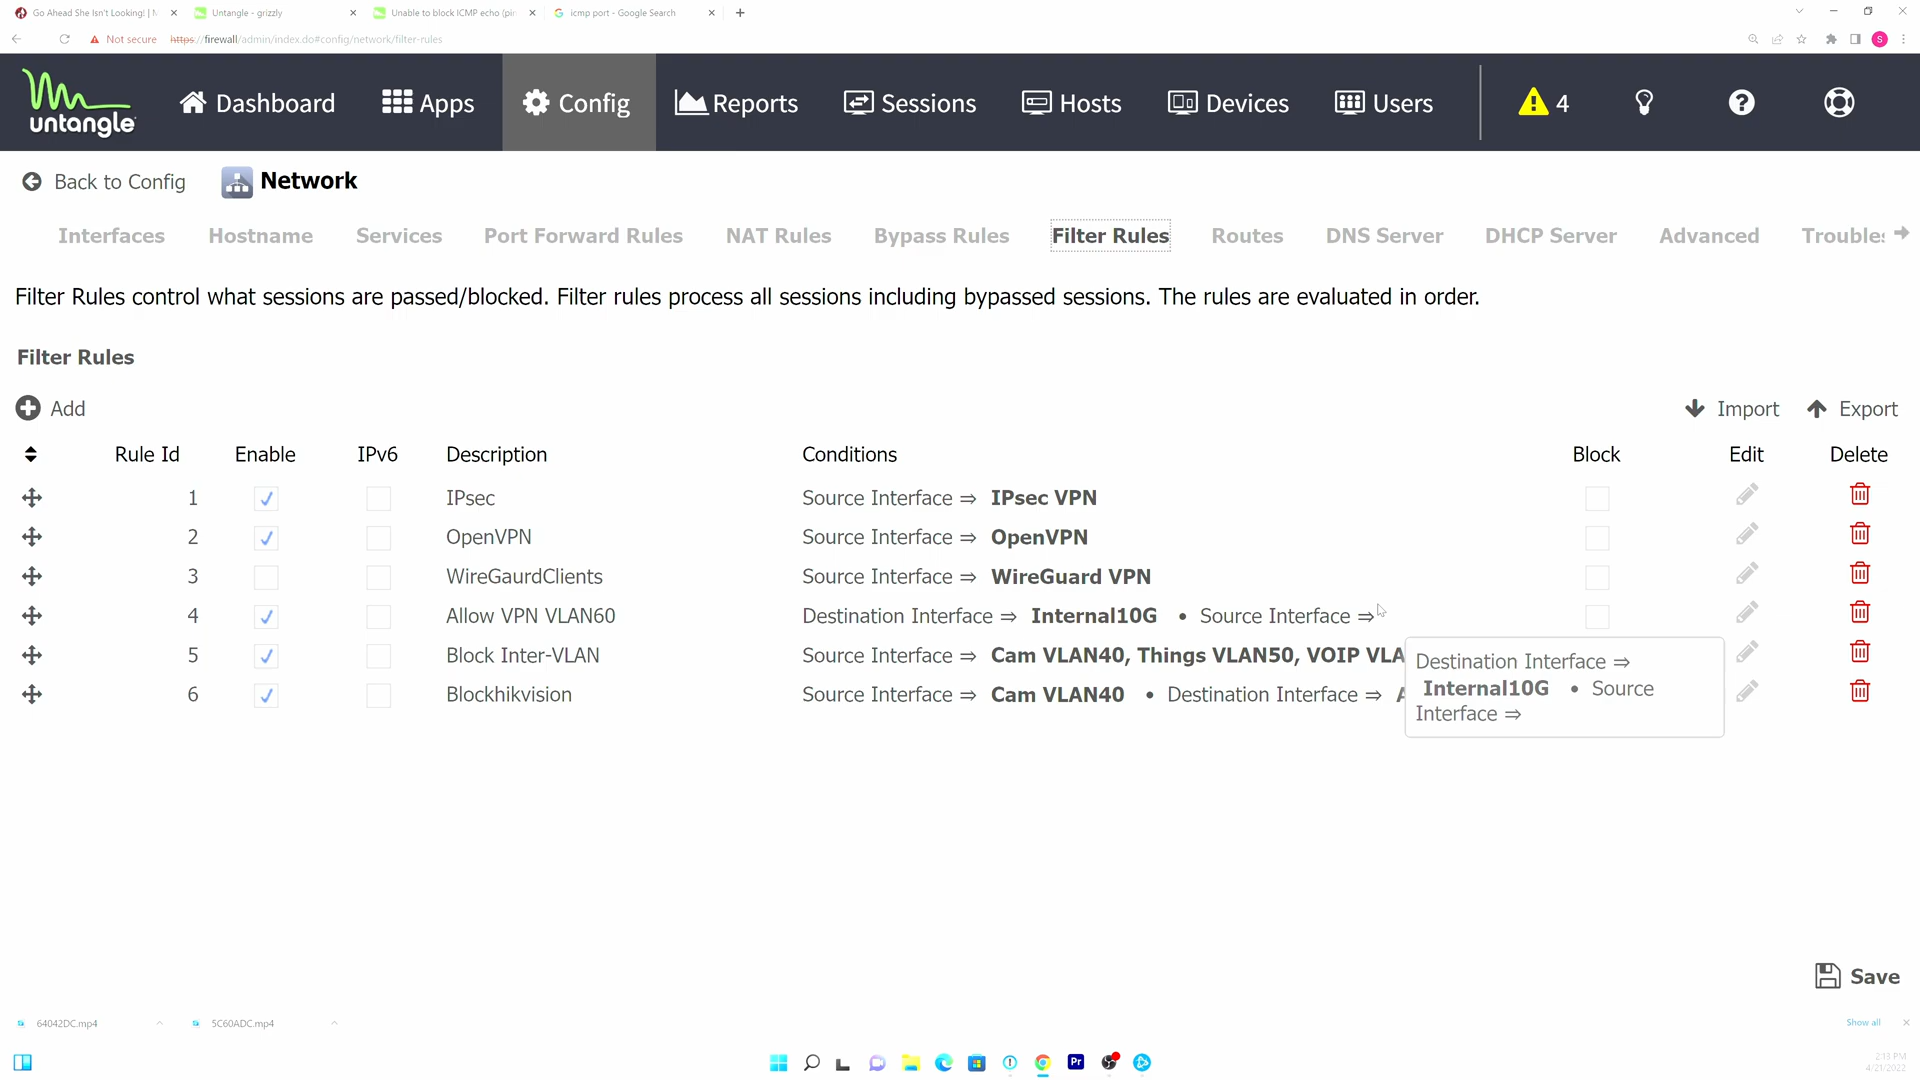 Go Ahead She Isn't Looking! | N
Untangle - grizzly
Unable to block ICMP echo (pin
icmp port - Google Search
Not secure
https://firewall/admin/index.do#config/network/filter-rules
S
untangle
Dashboard
Apps
Config
Reports
Sessions
Hosts
Devices
Users
4
Back to Config
Network
Interfaces
Hostname
Services
Port Forward Rules
NAT Rules
Bypass Rules
Filter Rules
Routes
DNS Server
DHCP Server
Advanced
Troubles
Filter Rules control what sessions are passed/blocked. Filter rules process all sessions including bypassed sessions. The rules are evaluated in order.
Filter Rules
Add
Import
Export
Rule Id Enable IPv6 Description Conditions Block Edit Delete
1 IPsec Source Interface ⇒ IPsec VPN
2 OpenVPN Source Interface ⇒ OpenVPN
3 WireGaurdClients Source Interface ⇒ WireGuard VPN
4 Allow VPN VLAN60 Destination Interface ⇒ Internal10G • Source Interface ⇒
5 Block Inter-VLAN Source Interface ⇒ Cam VLAN40, Things VLAN50, VOIP VLA
6 Blockhikvision Source Interface ⇒ Cam VLAN40 • Destination Interface ⇒
Destination Interface ⇒
Internal10G • Source
Interface ⇒
Save
64042DC.mp4
5C60ADC.mp4
Show all
Pr
2:13 PM
4/21/2022